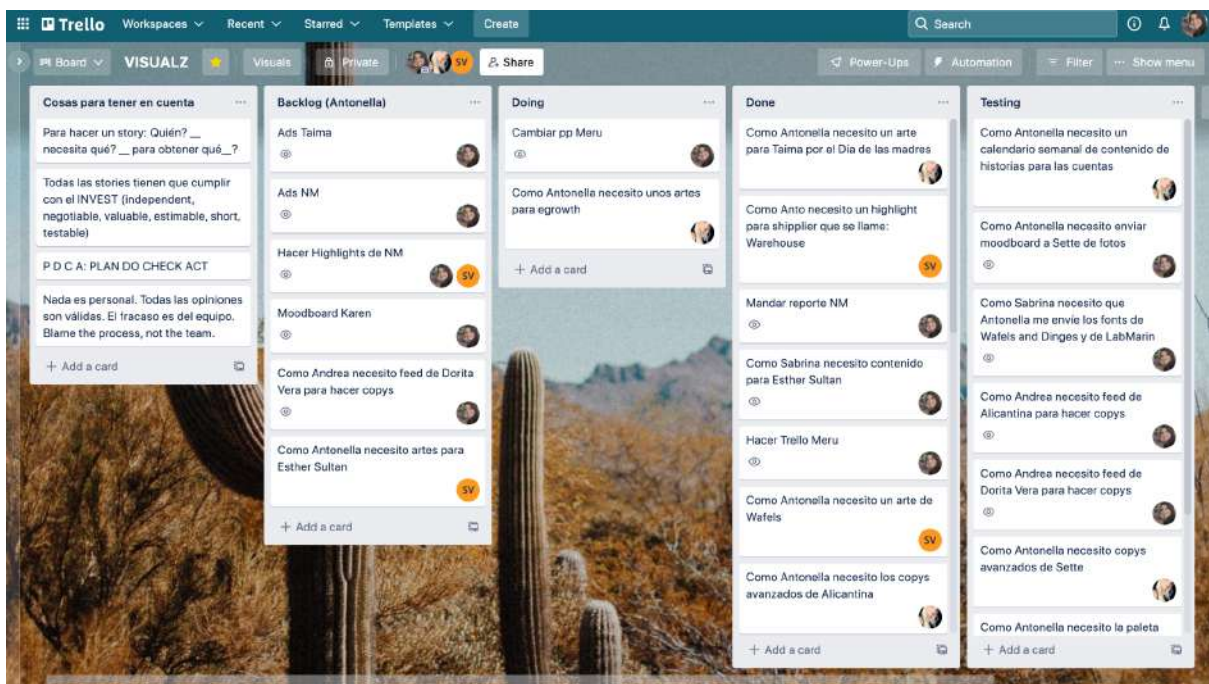 Trello
Workspaces
Recent
Starred
Templates
Create
Search
Board
VISUALZ
Visuals
Private
SV
Share
Power-Ups
Automation
Filter
Show menu
Cosas para tener en cuenta
Para hacer un story: Quién? __
necesita qué? __ para obtener qué__?
Todas las stories tienen que cumplir
con el INVEST (independent,
negotiable, valuable, estimable, short,
testable)
P D C A: PLAN DO CHECK ACT
Nada es personal. Todas las opiniones
son válidas. El fracaso es del equipo.
Blame the process, not the team.
+ Add a card
Backlog (Antonella)
Ads Taima
Ads NM
Hacer Highlights de NM
SV
Moodboard Karen
Como Andrea necesito feed de Dorita
Vera para hacer copys
Como Antonella necesito artes para
Esther Sultan
SV
+ Add a card
Doing
Cambiar pp Meru
Como Antonella necesito unos artes
para egrowth
+ Add a card
Done
Como Antonella necesito un arte
para Taima por el Dia de las madres
Como Anto necesito un highlight
para shipplier que se llame:
Warehouse
SV
Mandar reporte NM
Como Sabrina necesito contenido
para Esther Sultan
Hacer Trello Meru
Como Antonella necesito un arte de
Wafels
SV
Como Antonella necesito los copys
avanzados de Alicantina
+ Add a card
Testing
Como Antonella necesito un
calendario semanal de contenido de
historias para las cuentas
Como Antonella necesito enviar
moodboard a Sette de fotos
Como Sabrina necesito que
Antonella me envíe los fonts de
Wafels and Dinges y de LabMarin
Como Andrea necesito feed de
Alicantina para hacer copys
Como Andrea necesito feed de
Dorita Vera para hacer copys
Como Antonella necesito copys
avanzados de Sette
Como Antonella necesito la paleta
+ Add a card